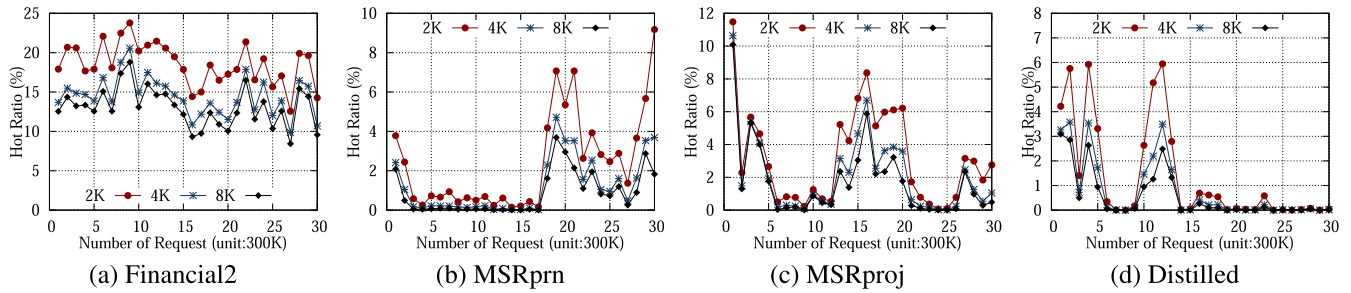 Hot Ratio (%)
25
20
15
10
5
0
2K 4K 8K
0 5 10 15 20 25 30
Number of Request (unit:300K)
(a) Financial2
Hot Ratio (%)
10
8
6
4
2
0
2K 4K 8K
0 5 10 15 20 25 30
Number of Request (unit:300K)
(b) MSRprn
Hot Ratio (%)
12
10
8
6
4
2
0
2K 4K 8K
0 5 10 15 20 25 30
Number of Request (unit:300K)
(c) MSRproj
Hot Ratio (%)
8
7
6
5
4
3
2
1
0
2K 4K 8K
0 5 10 15 20 25 30
Number of Request (unit:300K)
(d) Distilled